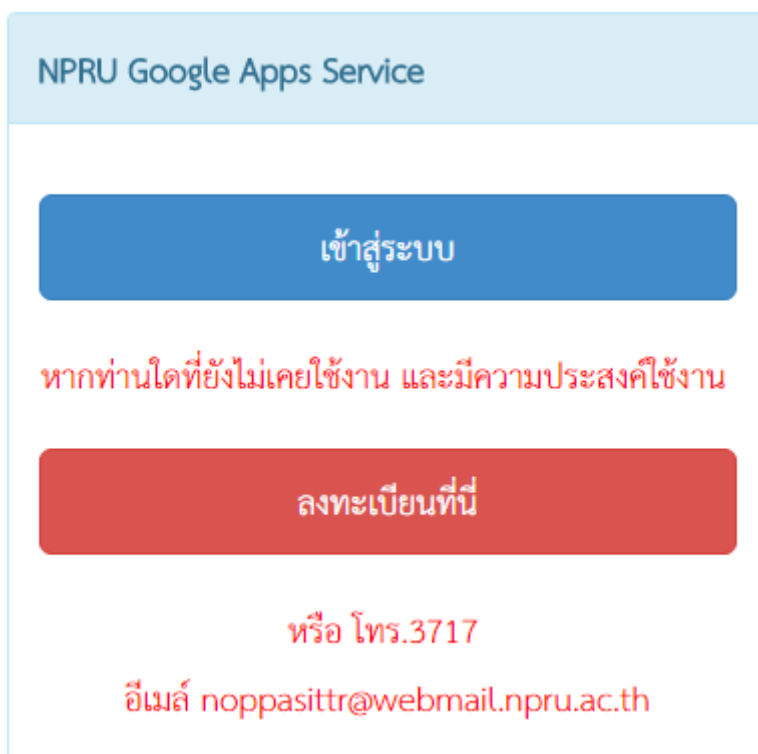 NPRU Google Apps Service
เข้าสู่ระบบ
หากท่านใดที่ยังไม่เคยใช้งาน และมีความประสงค์ใช้งาน
ลงทะเบียนที่นี่
หรือ โทร.3717
อีเมล์ noppasittr@webmail.npru.ac.th